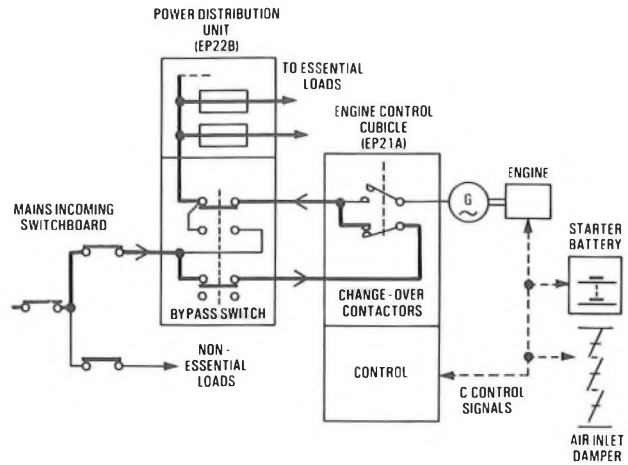 POWER DISTRIBUTION
UNIT
(EP22B)
TO ESSENTIAL
LOADS
ENGINE CONTROL
CUBICLE
(EP21A)
ENGINE
G
MAINS INCOMING
SWITCHBOARD
STARTER
BATTERY
BYPASS SWITCH
CHANGE-OVER
CONTACTORS
NON-
ESSENTIAL
LOADS
CONTROL
C CONTROL
SIGNALS
AIR INLET
DAMPER